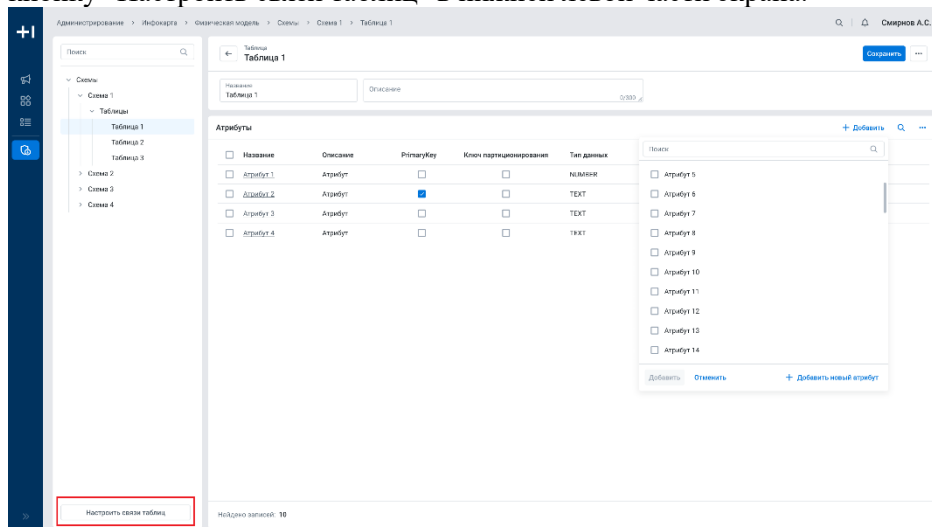 кнопку "Настроить связи таблиц" в нижней левой части экрана.
Администрирование > Инфокарта > Физическая модель > Схемы > Схема 1 > Таблица 1
Смирнов А.С.
Поиск
Схемы
Схема 1
Таблицы
Таблица 1
Таблица 2
Таблица 3
Схема 2
Схема 3
Схема 4
Настроить связи таблиц
Таблица
Таблица 1
Сохранить
Название
Таблица 1
Описание
0/300
Атрибуты
+ Добавить
Название Описание PrimaryKey Ключ партиционирования Тип данных
Атрибут 1 Атрибут NUMBER
Атрибут 2 Атрибут TEXT
Атрибут 3 Атрибут TEXT
Атрибут 4 Атрибут TEXT
Поиск
Атрибут 5
Атрибут 6
Атрибут 7
Атрибут 8
Атрибут 9
Атрибут 10
Атрибут 11
Атрибут 12
Атрибут 13
Атрибут 14
Добавить Отменить + Добавить новый атрибут
Найдено записей: 10